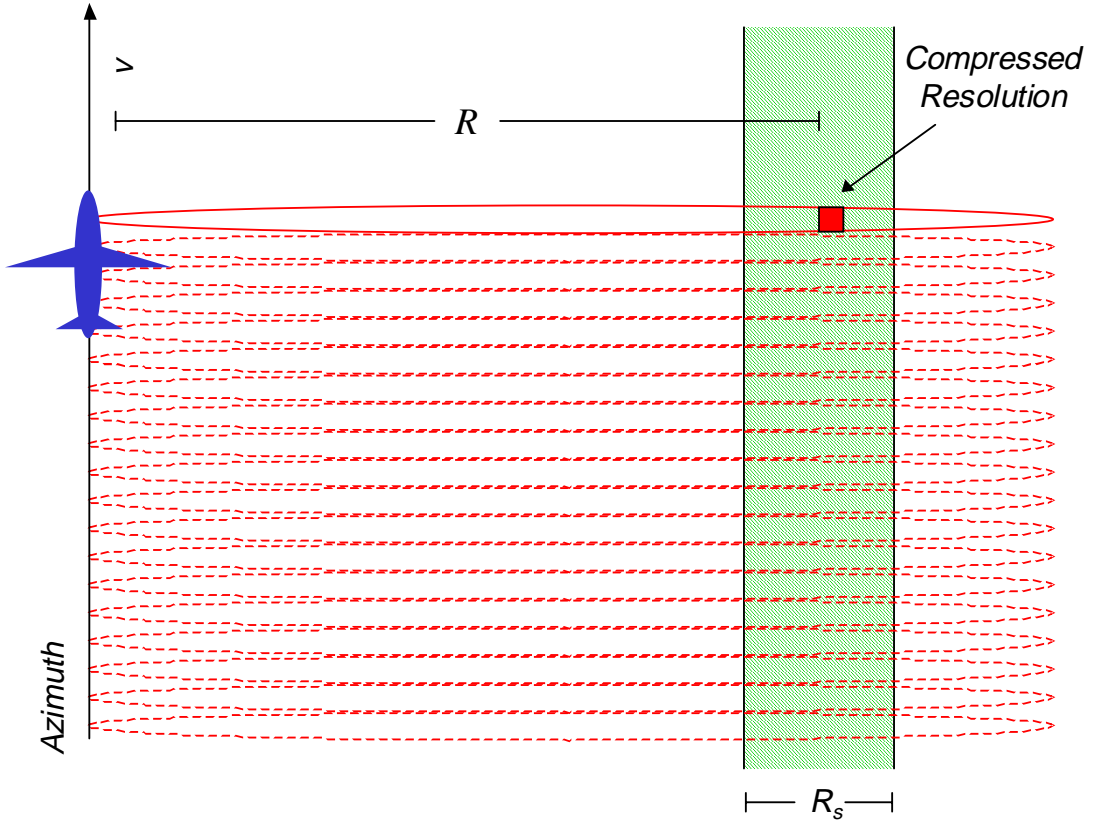 v
Compressed
Resolution
R
Azimuth
Rₛ